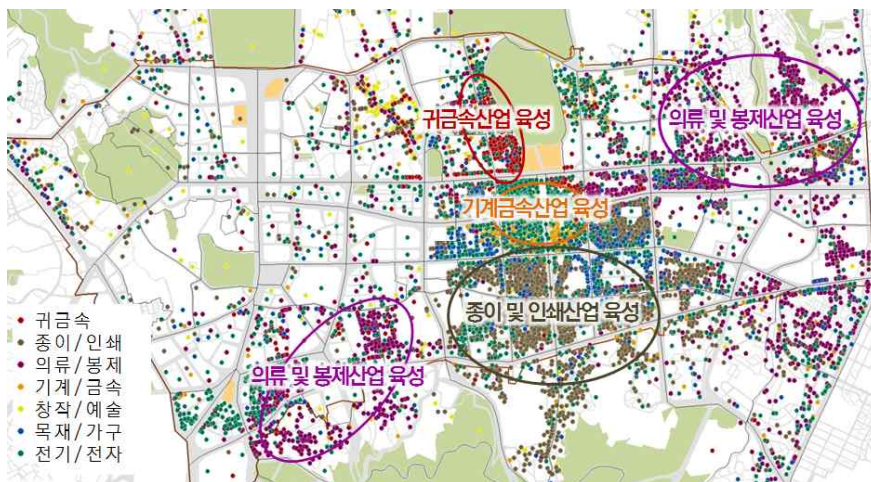 귀금속산업 육성
의류 및 봉제산업 육성
기계금속산업 육성
종이 및 인쇄산업 육성
의류 및 봉제산업 육성
귀금속
종이/인쇄
의류/봉제
기계/금속
창작/예술
목재/가구
전기/전자